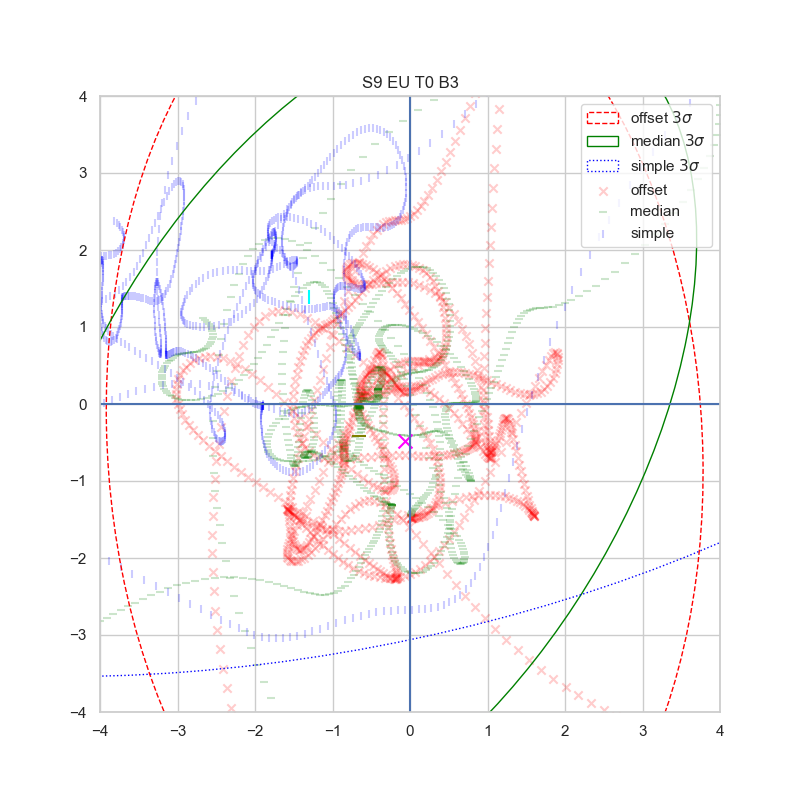 S9 EU T0 B3
4
3
2
1
0
−1
−2
−3
−4
−4 −3 −2 −1 0 1 2 3 4
offset 3σ
median 3σ
simple 3σ
offset
median
simple